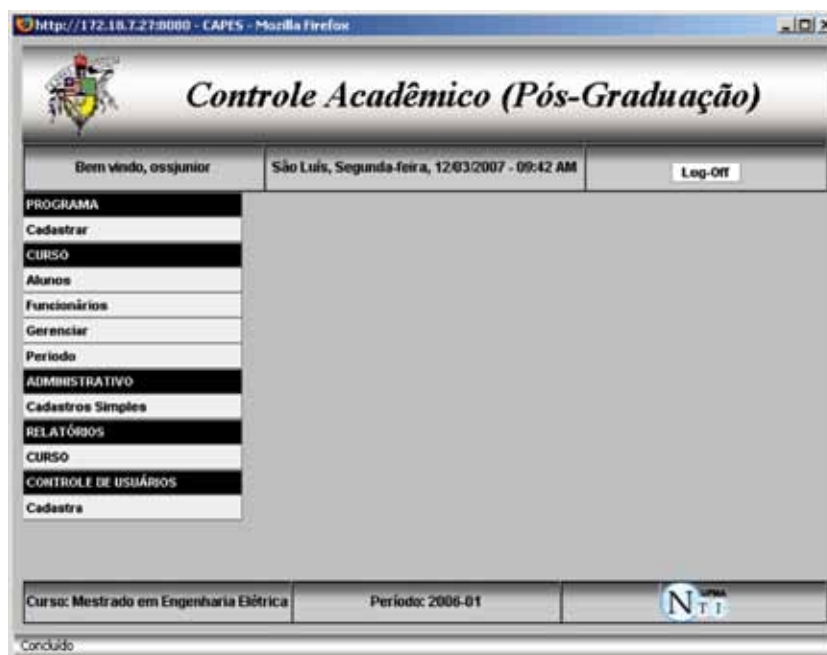 http://172.18.7.27:8080 - CAPES - Mozilla Firefox
Controle Acadêmico (Pós-Graduação)
Bem vindo, ossjunior
São Luís, Segunda-feira, 12/03/2007 - 09:42 AM
Log-Off
PROGRAMA
Cadastrar
CURSO
Alunos
Funcionários
Gerenciar
Período
ADMINISTRATIVO
Cadastros Simples
RELATÓRIOS
CURSO
CONTROLE DE USUÁRIOS
Cadastra
Curso: Mestrado em Engenharia Elétrica
Período: 2006-01
UFMA
NTI
Concluído